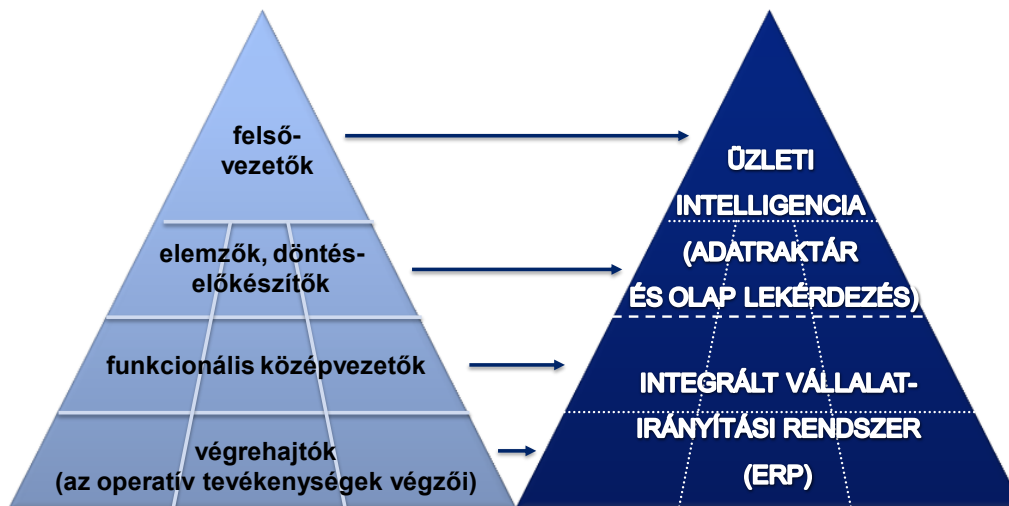 felső-
vezetők
elemzők, döntés-
előkészítők
funkcionális középvezetők
végrehajtók
(az operatív tevékenységek végzői)
ÜZLETI
INTELLIGENCIA
(ADATRAKTÁR
ÉS OLAP LEKÉRDEZÉS)
INTEGRÁLT VÁLLALAT-
IRÁNYÍTÁSI RENDSZER
(ERP)